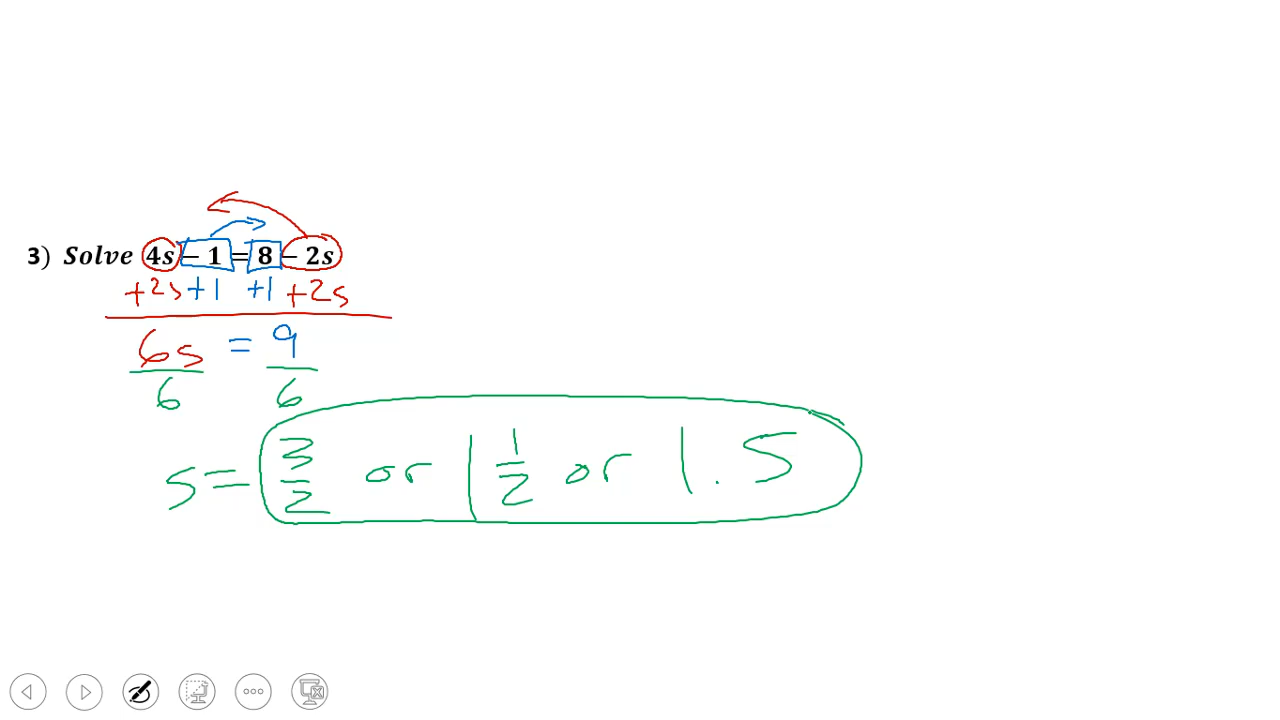 3) Solve 4s − 1 = 8 − 2s
+2s +1 +1 +2s
6s = 9
6 6
s = 3/2 or 1 1/2 or 1.5